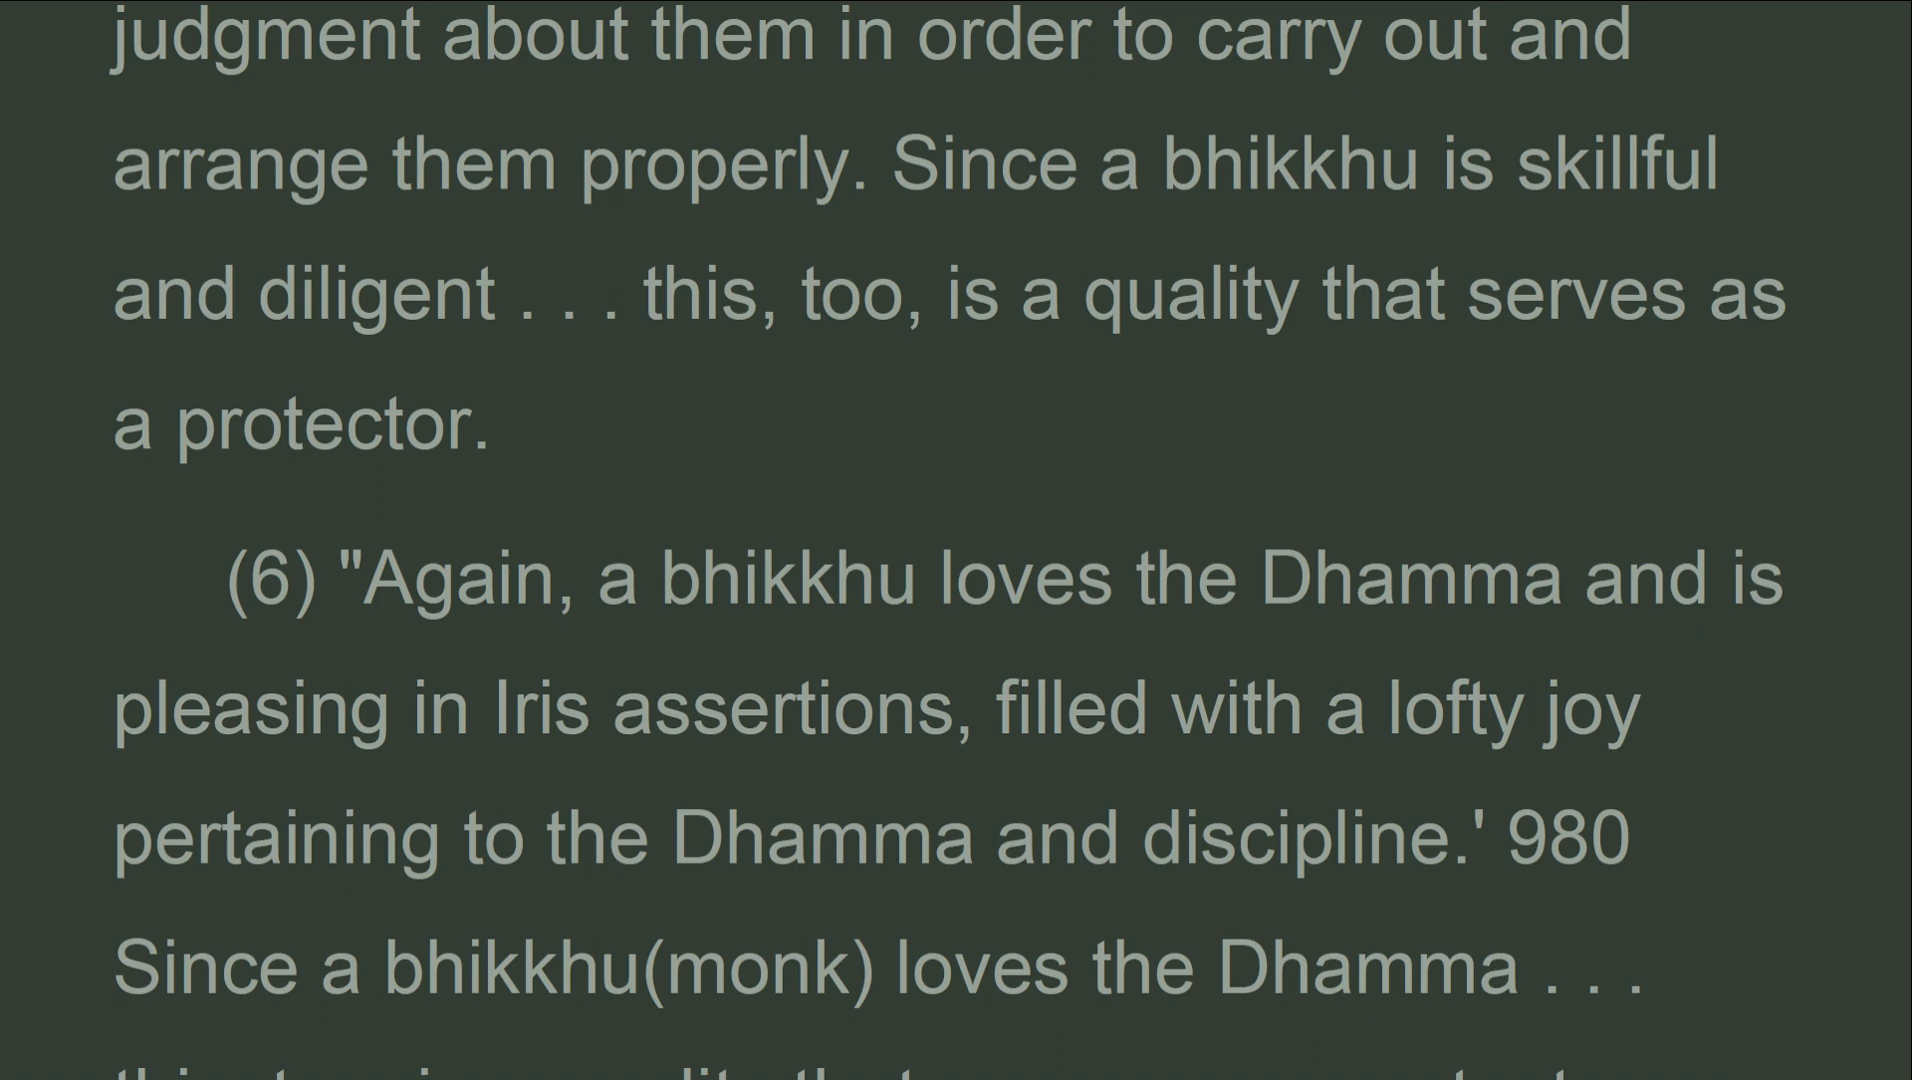 judgment about them in order to carry out and
arrange them properly. Since a bhikkhu is skillful
and diligent . . . this, too, is a quality that serves as
a protector.
(6) "Again, a bhikkhu loves the Dhamma and is
pleasing in Iris assertions, filled with a lofty joy
pertaining to the Dhamma and discipline.' 980
Since a bhikkhu(monk) loves the Dhamma . . .